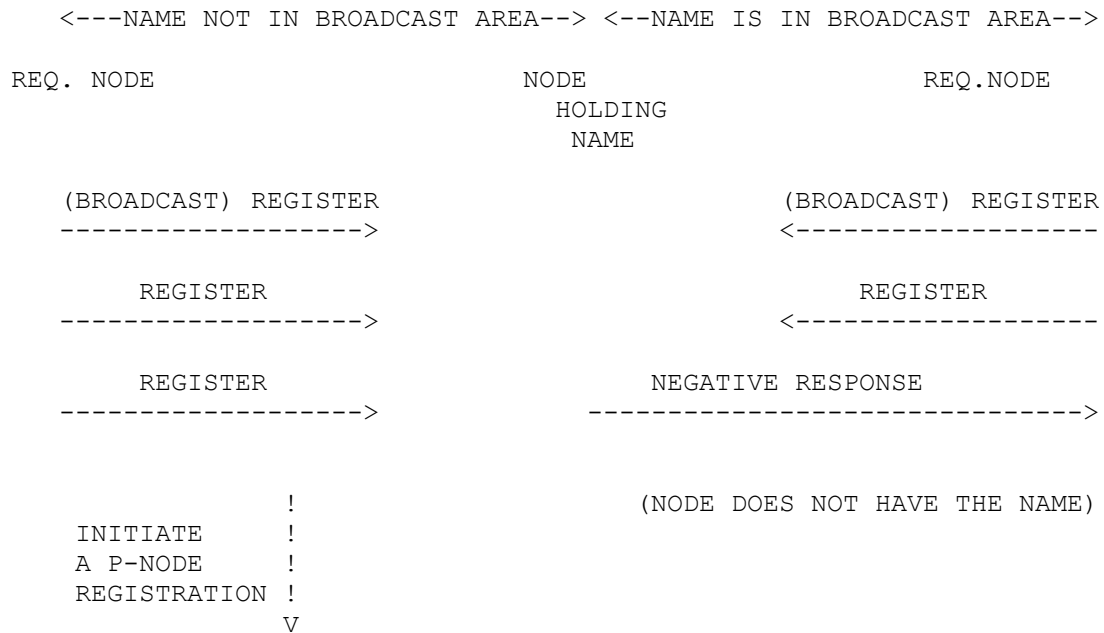 <---NAME NOT IN BROADCAST AREA--> <--NAME IS IN BROADCAST AREA-->
REQ. NODE NODE REQ.NODE
HOLDING
NAME
(BROADCAST) REGISTER (BROADCAST) REGISTER
-------------------> <-------------------
REGISTER REGISTER
-------------------> <-------------------
REGISTER NEGATIVE RESPONSE
-------------------> ------------------------------->
! (NODE DOES NOT HAVE THE NAME)
INITIATE !
A P-NODE !
REGISTRATION !
V